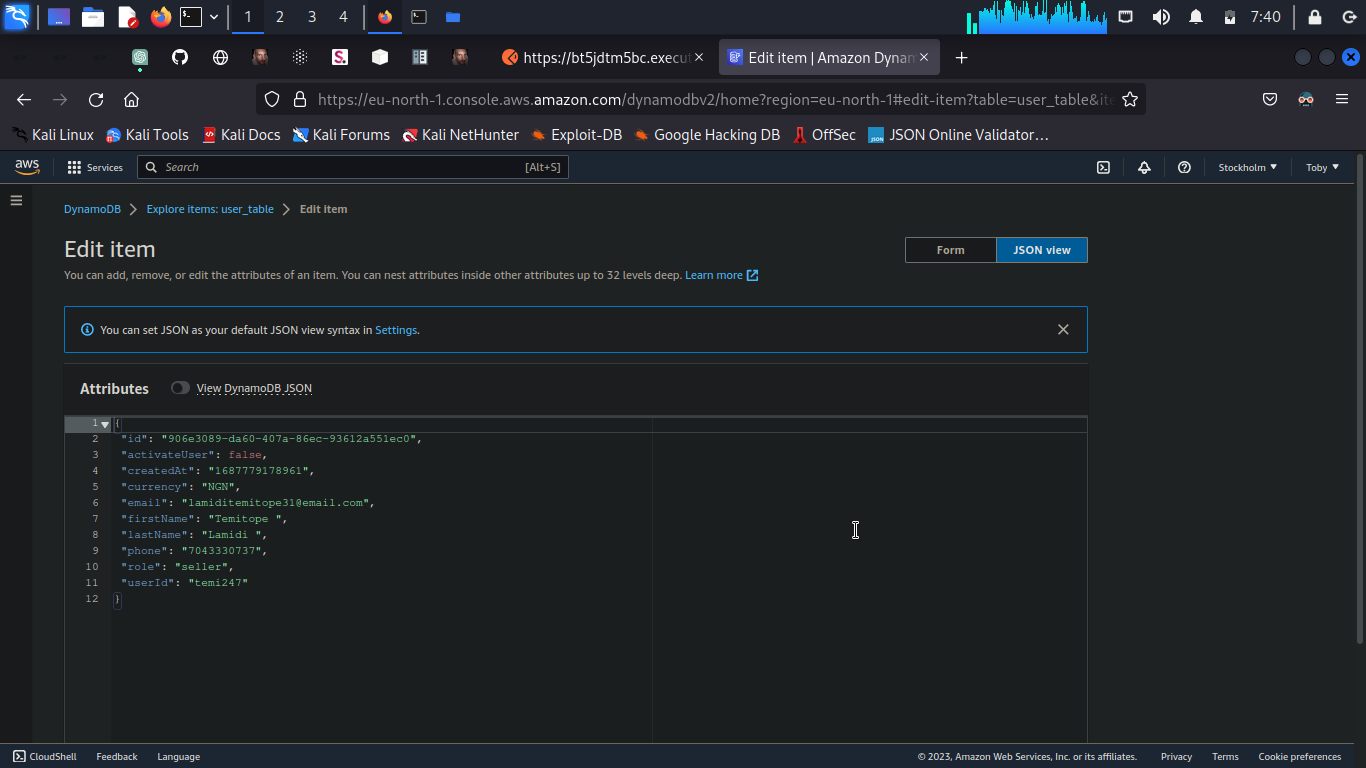 1
2
3
4
7:40
https://bt5jdtm5bc.execut
Edit item | Amazon Dynam
https://eu-north-1.console.aws.amazon.com/dynamodbv2/home?region=eu-north-1#edit-item?table=user_table&ite
Kali Linux
Kali Tools
Kali Docs
Kali Forums
Kali NetHunter
Exploit-DB
Google Hacking DB
OffSec
JSON Online Validator…
aws
Services
Search
[Alt+S]
Stockholm
Toby
DynamoDB
Explore items: user_table
Edit item
Edit item
Form
JSON view
You can add, remove, or edit the attributes of an item. You can nest attributes inside other attributes up to 32 levels deep. Learn more
You can set JSON as your default JSON view syntax in Settings.
Attributes
View DynamoDB JSON
1 {
2 "id": "906e3089-da60-407a-86ec-93612a551ec0",
3 "activateUser": false,
4 "createdAt": "1687779178961",
5 "currency": "NGN",
6 "email": "lamiditemitope31@email.com",
7 "firstName": "Temitope ",
8 "lastName": "Lamidi ",
9 "phone": "7043330737",
10 "role": "seller",
11 "userId": "temi247"
12 }
CloudShell
Feedback
Language
© 2023, Amazon Web Services, Inc. or its affiliates.
Privacy
Terms
Cookie preferences